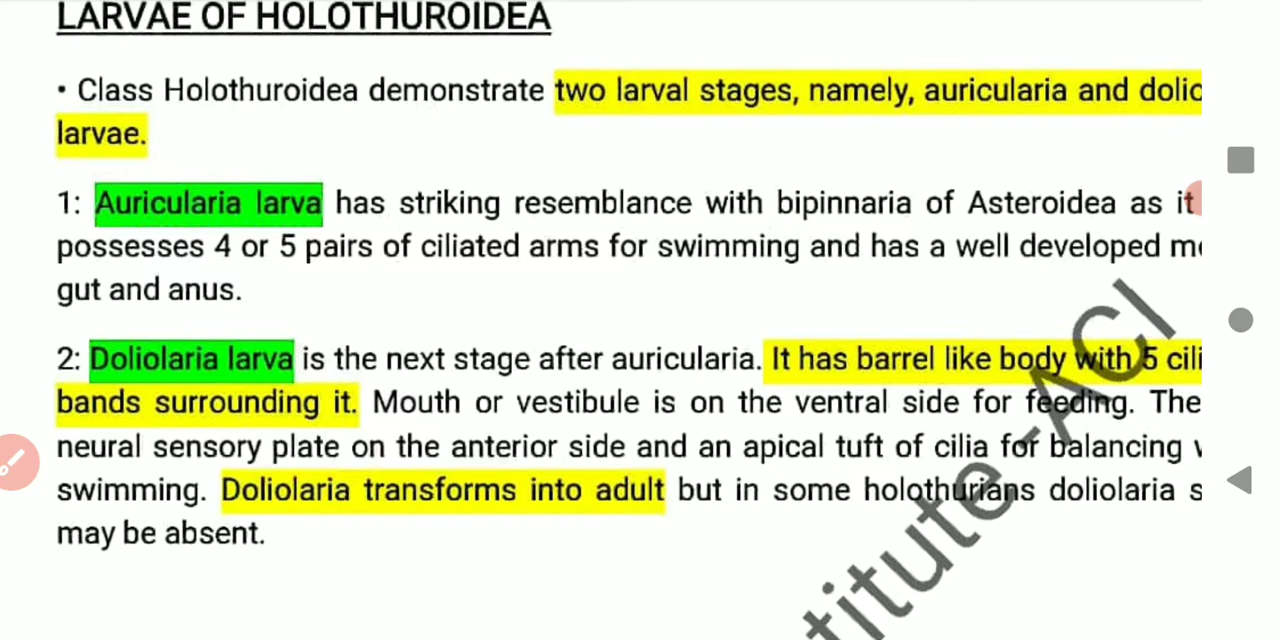 LARVAE OF HOLOTHUROIDEA
• Class Holothuroidea demonstrate two larval stages, namely, auricularia and
larvae.
1: Auricularia larva has striking resemblance with bipinnaria of Asteroidea as it
possesses 4 or 5 pairs of ciliated arms for swimming and has a well developed
gut and anus.
2: Doliolaria larva is the next stage after auricularia. It has barrel like body with 5
bands surrounding it. Mouth or vestibule is on the ventral side for feeding. The
neural sensory plate on the anterior side and an apical tuft of cilia for balancing
swimming. Doliolaria transforms into adult but in some holothurians doliolaria
may be absent.
-ACI